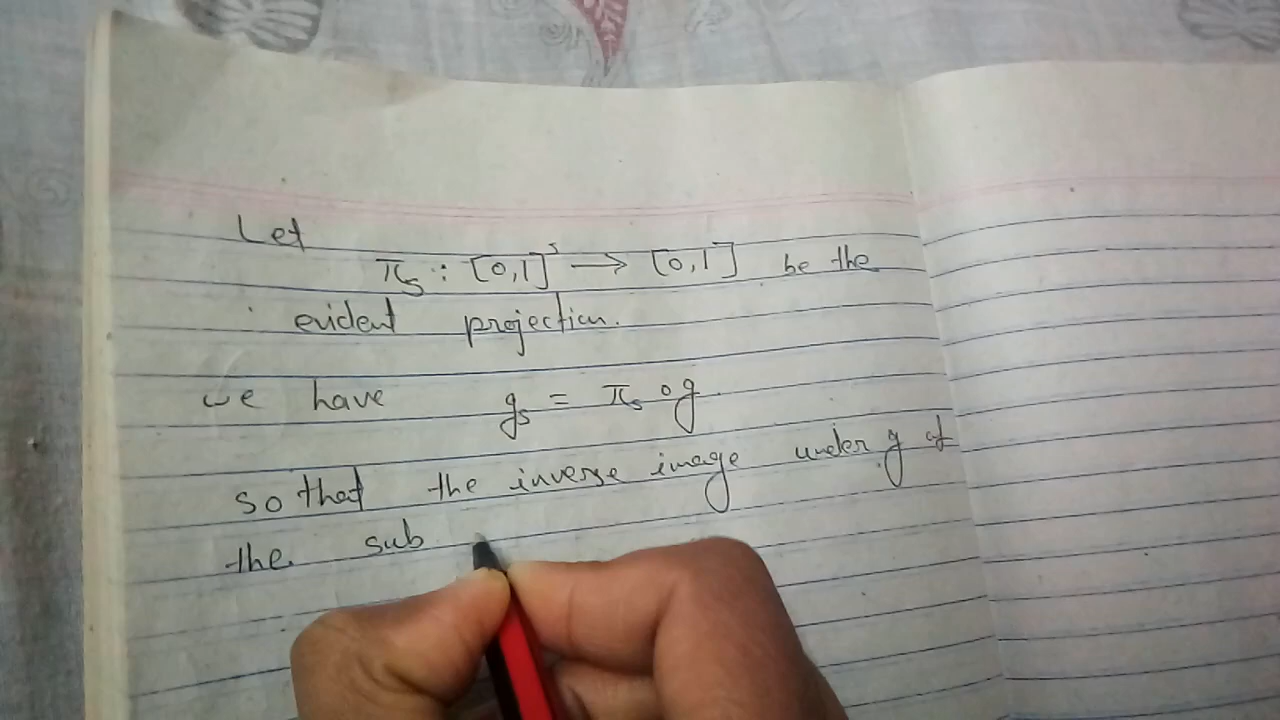 Let
π_s : [0,1]^s → [0,1] be the
evident projection.
we have g_s = π_s ∘ g
so that the inverse image under g of
the sub